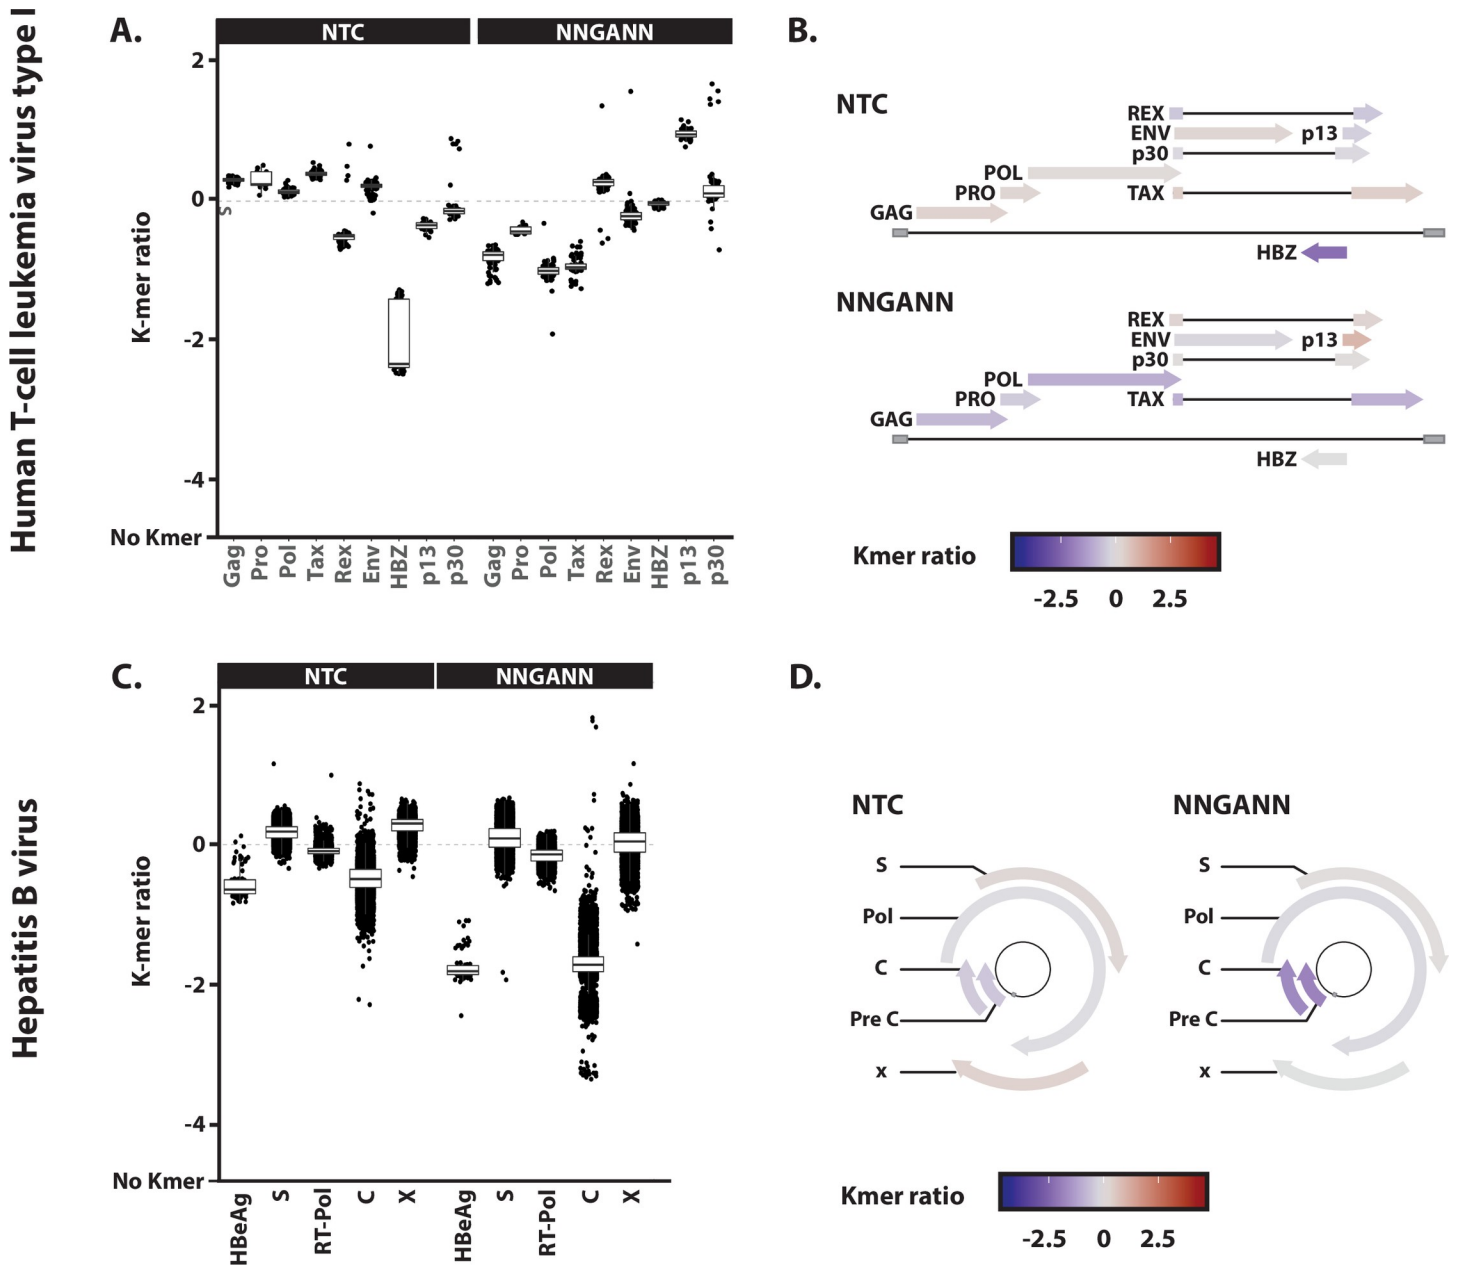 Human T-cell leukemia virus type I
A.
NTC
NNGANN
2
0
-2
-4
No Kmer
K-mer ratio
S
Gag
Pro
Pol
Tax
Rex
Env
HBZ
p13
p30
Gag
Pro
Pol
Tax
Rex
Env
HBZ
p13
p30
B.
NTC
REX
ENV
p13
p30
POL
PRO
TAX
GAG
HBZ
NNGANN
REX
ENV
p13
p30
POL
PRO
TAX
GAG
HBZ
Kmer ratio
-2.5 0 2.5
Hepatitis B virus
C.
NTC
NNGANN
2
0
-2
-4
No Kmer
K-mer ratio
HBeAg
S
RT-Pol
C
X
HBeAg
S
RT-Pol
C
X
D.
NTC
S
Pol
C
Pre C
x
NNGANN
S
Pol
C
Pre C
x
Kmer ratio
-2.5 0 2.5